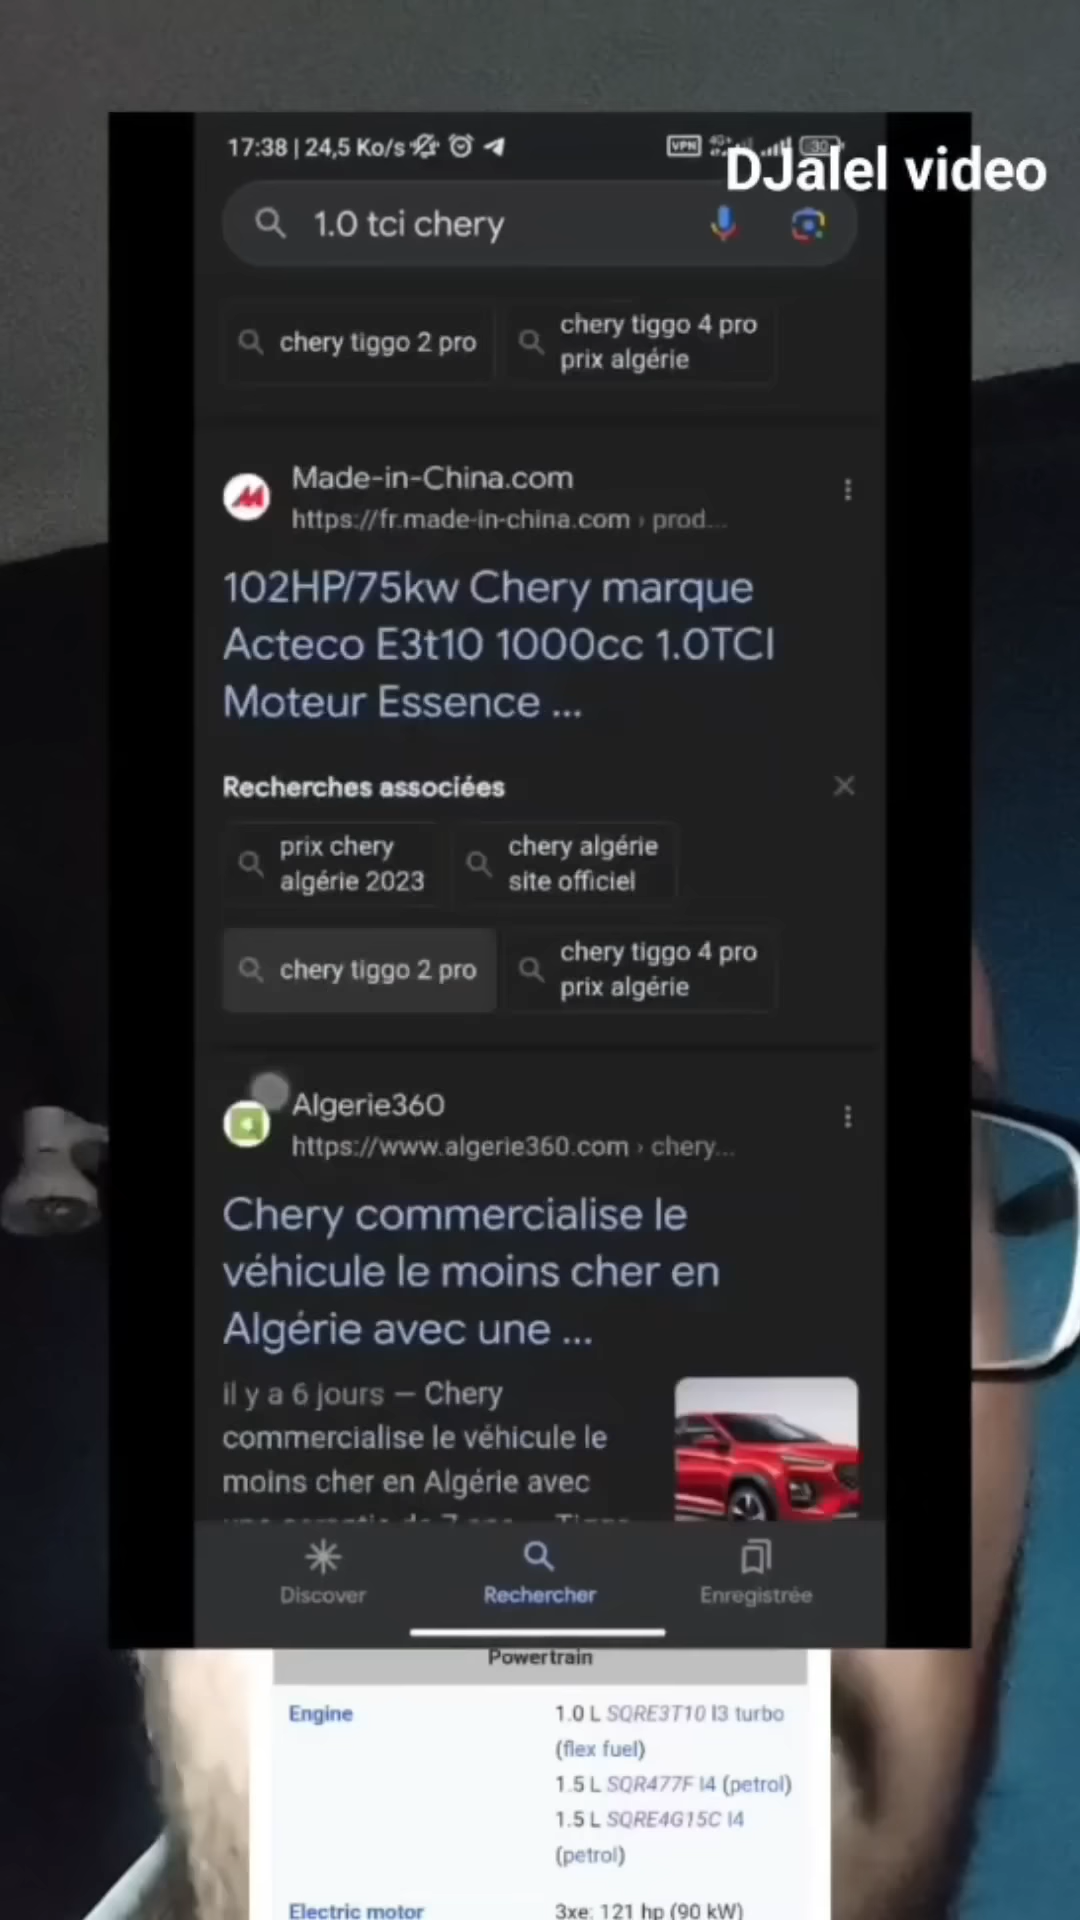 17:38 | 24,5 Ko/s
VPN
4G+
30
DJalel video
1.0 tci chery
chery tiggo 2 pro
chery tiggo 4 pro
prix algérie
Made-in-China.com
https://fr.made-in-china.com › prod...
102HP/75kw Chery marque
Acteco E3t10 1000cc 1.0TCI
Moteur Essence ...
Recherches associées
prix chery
algérie 2023
chery algérie
site officiel
chery tiggo 2 pro
chery tiggo 4 pro
prix algérie
Algerie360
https://www.algerie360.com › chery...
Chery commercialise le
véhicule le moins cher en
Algérie avec une ...
il y a 6 jours — Chery
commercialise le véhicule le
moins cher en Algérie avec
Discover
Rechercher
Enregistrée
Powertrain
Engine
1.0 L SQRE3T10 I3 turbo
(flex fuel)
1.5 L SQR477F I4 (petrol)
1.5 L SQRE4G15C I4
(petrol)
Electric motor
3xe: 121 hp (90 kW)